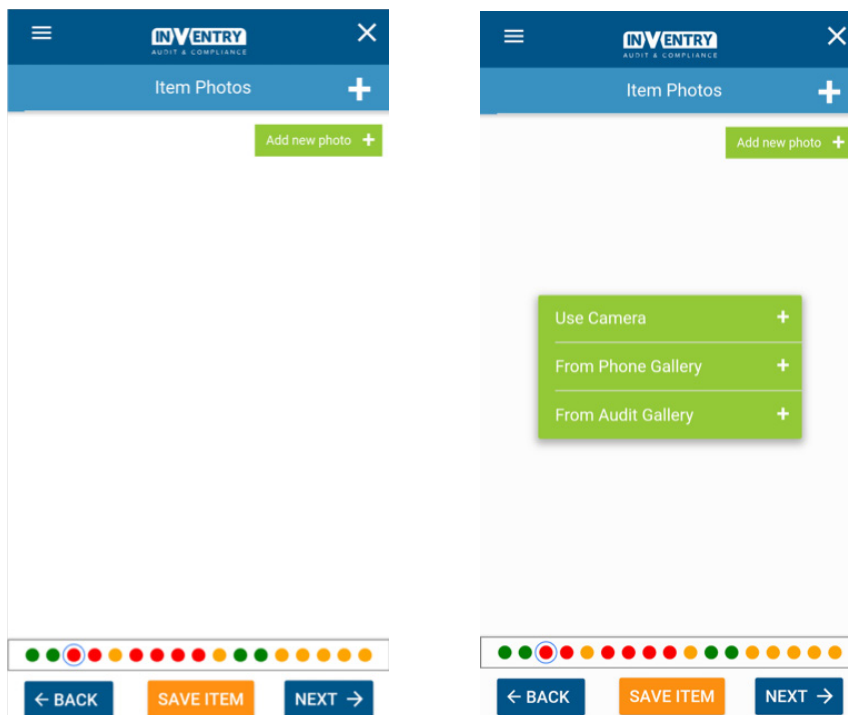 INVENTRY
AUDIT & COMPLIANCE
Item Photos
Add new photo
← BACK
SAVE ITEM
NEXT →
INVENTRY
AUDIT & COMPLIANCE
Item Photos
Add new photo
Use Camera
From Phone Gallery
From Audit Gallery
← BACK
SAVE ITEM
NEXT →